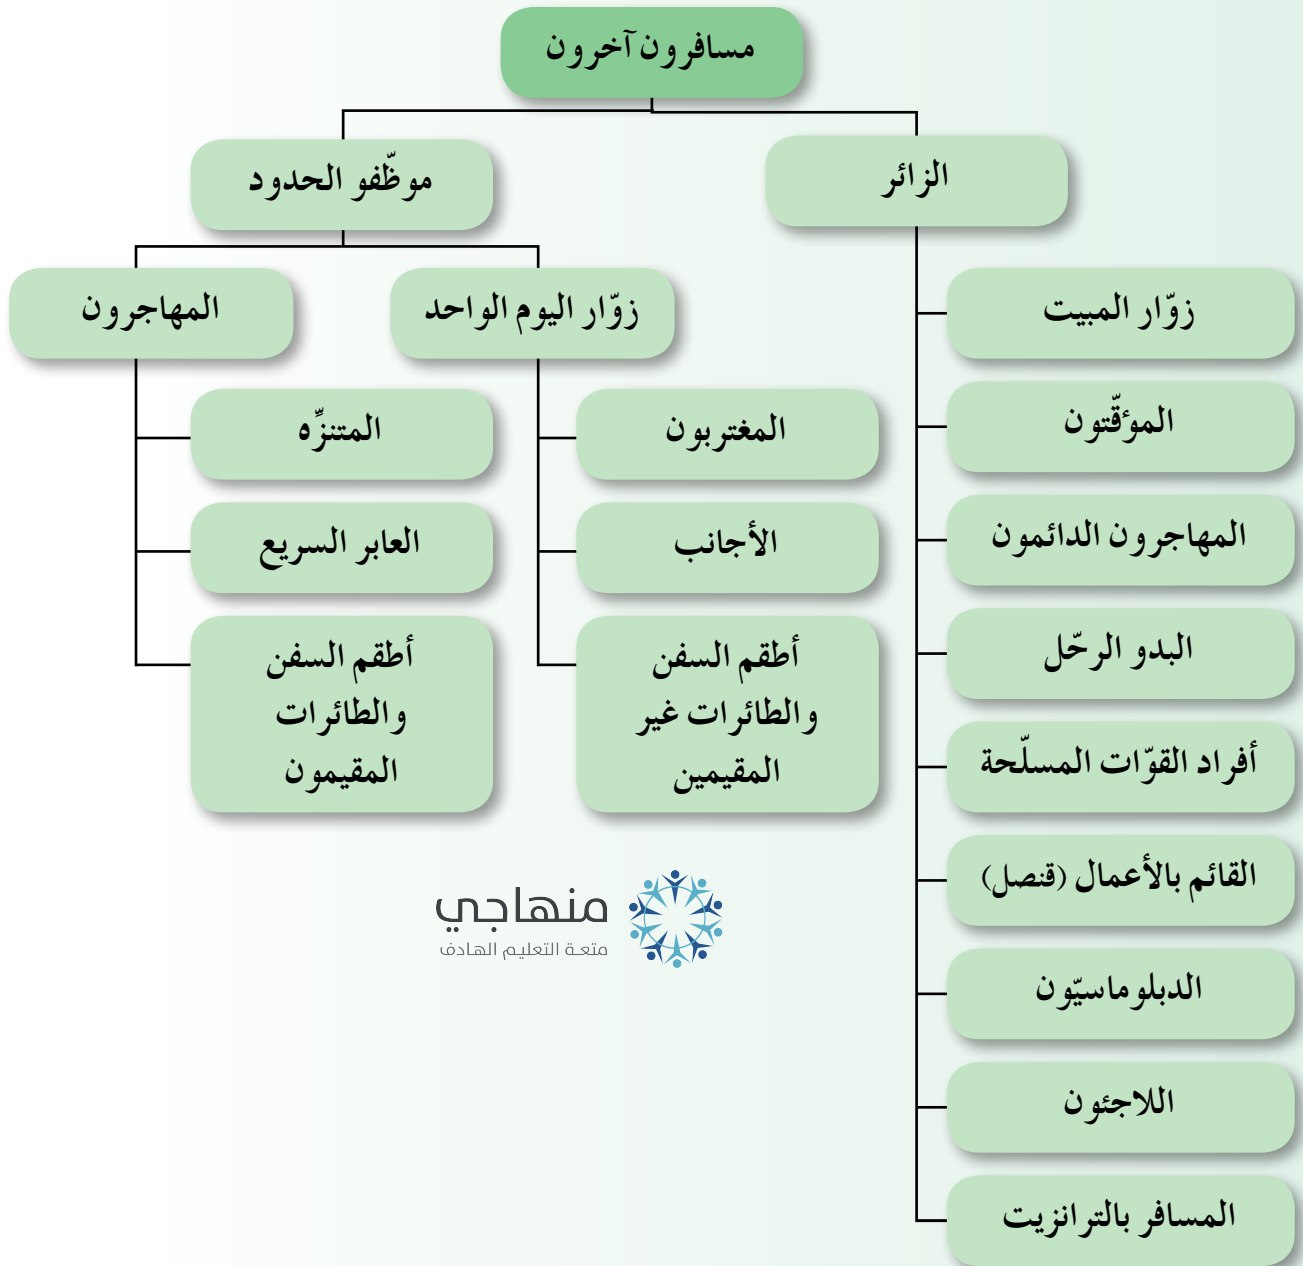 مسافرون آخرون
الزائر
موظّفو الحدود
زوّار المبيت
المؤقّتون
المهاجرون الدائمون
البدو الرحّل
أفراد القوّات المسلّحة
القائم بالأعمال (قنصل)
الدبلوماسيّون
اللاجئون
المسافر بالترانزيت
زوّار اليوم الواحد
المغتربون
الأجانب
أطقم السفن
والطائرات غير
المقيمين
المهاجرون
المتنزِّه
العابر السريع
أطقم السفن
والطائرات
المقيمون
منهاجي
متعة التعليم الهادف